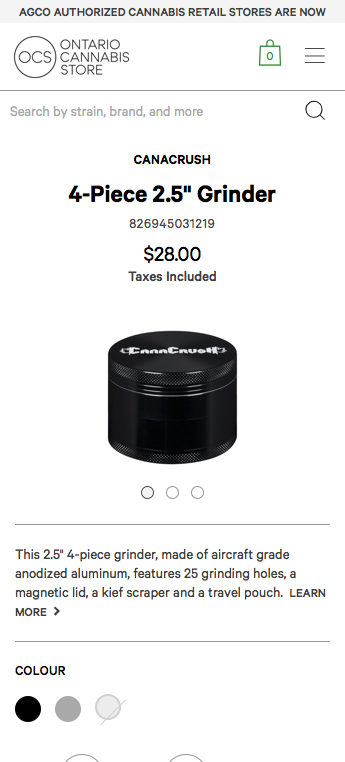 AGCO AUTHORIZED CANNABIS RETAIL STORES ARE NOW
OCS
ONTARIO
CANNABIS
STORE
0
Search by strain, brand, and more
CANACRUSH
4-Piece 2.5" Grinder
826945031219
$28.00
Taxes Included
CANACRUSH
This 2.5" 4-piece grinder, made of aircraft grade
anodized aluminum, features 25 grinding holes, a
magnetic lid, a kief scraper and a travel pouch. LEARN
MORE
COLOUR